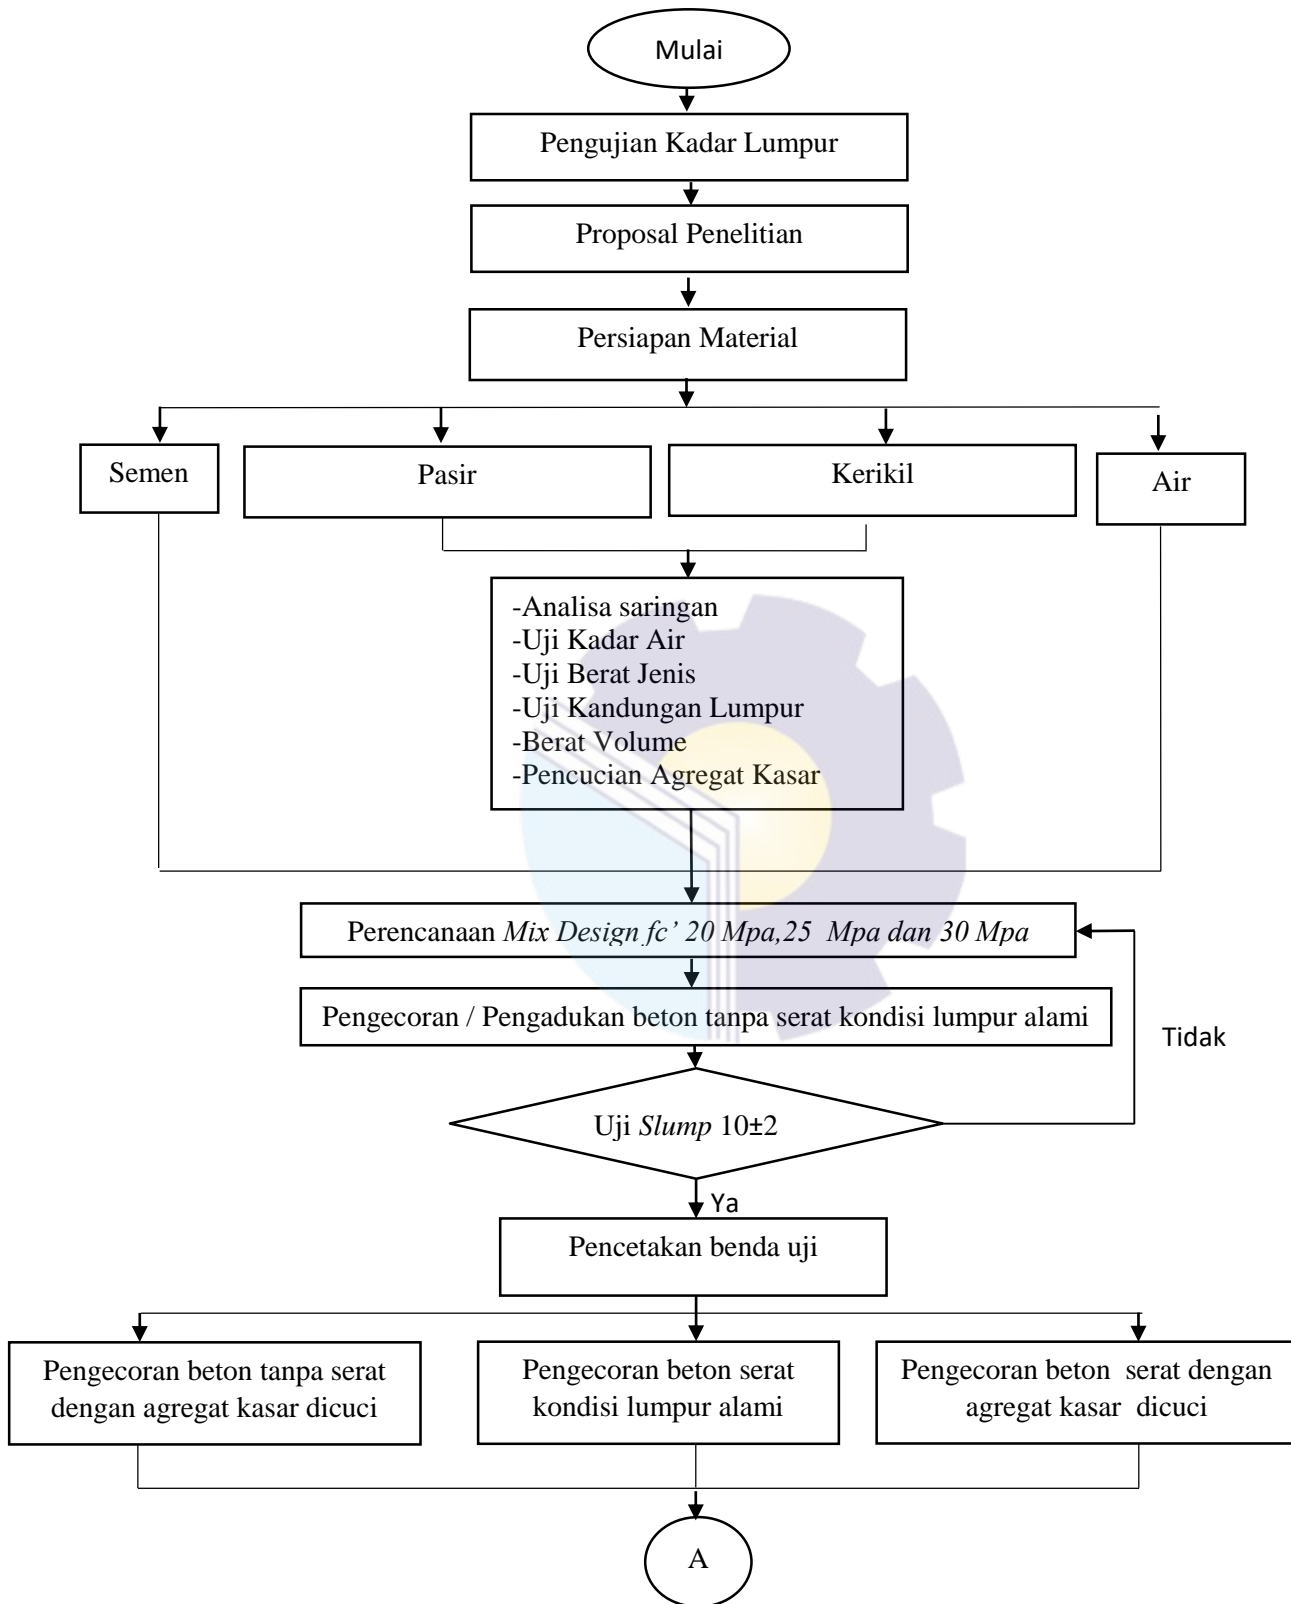 Mulai
Pengujian Kadar Lumpur
Proposal Penelitian
Persiapan Material
Semen
Pasir
Kerikil
Air
-Analisa saringan
-Uji Kadar Air
-Uji Berat Jenis
-Uji Kandungan Lumpur
-Berat Volume
-Pencucian Agregat Kasar
Perencanaan Mix Design fc’ 20 Mpa,25 Mpa dan 30 Mpa
Pengecoran / Pengadukan beton tanpa serat kondisi lumpur alami
Tidak
Uji Slump 10±2
Ya
Pencetakan benda uji
Pengecoran beton tanpa serat
dengan agregat kasar dicuci
Pengecoran beton serat
kondisi lumpur alami
Pengecoran beton serat dengan
agregat kasar dicuci
A